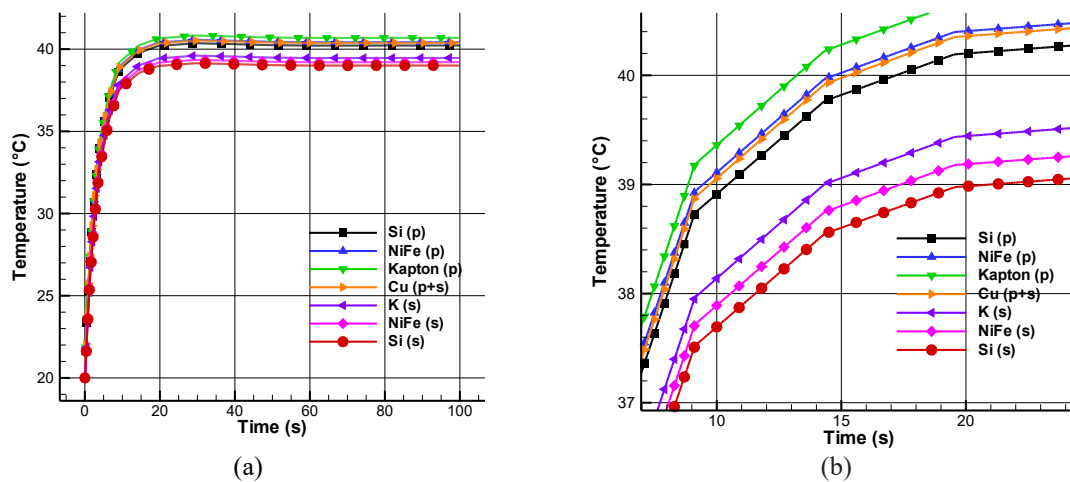 Temperature (°C)
40
35
30
25
20
0
20
40
60
80
100
Time (s)
Si (p)
NiFe (p)
Kapton (p)
Cu (p+s)
K (s)
NiFe (s)
Si (s)
(a)
Temperature (°C)
40
39
38
37
10
15
20
Time (s)
Si (p)
NiFe (p)
Kapton (p)
Cu (p+s)
K (s)
NiFe (s)
Si (s)
(b)